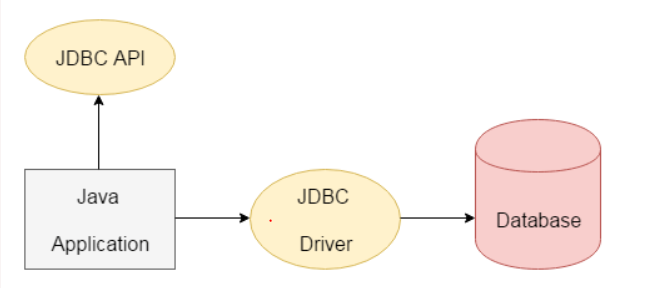 JDBC API
Java
Application
JDBC
Driver
Database